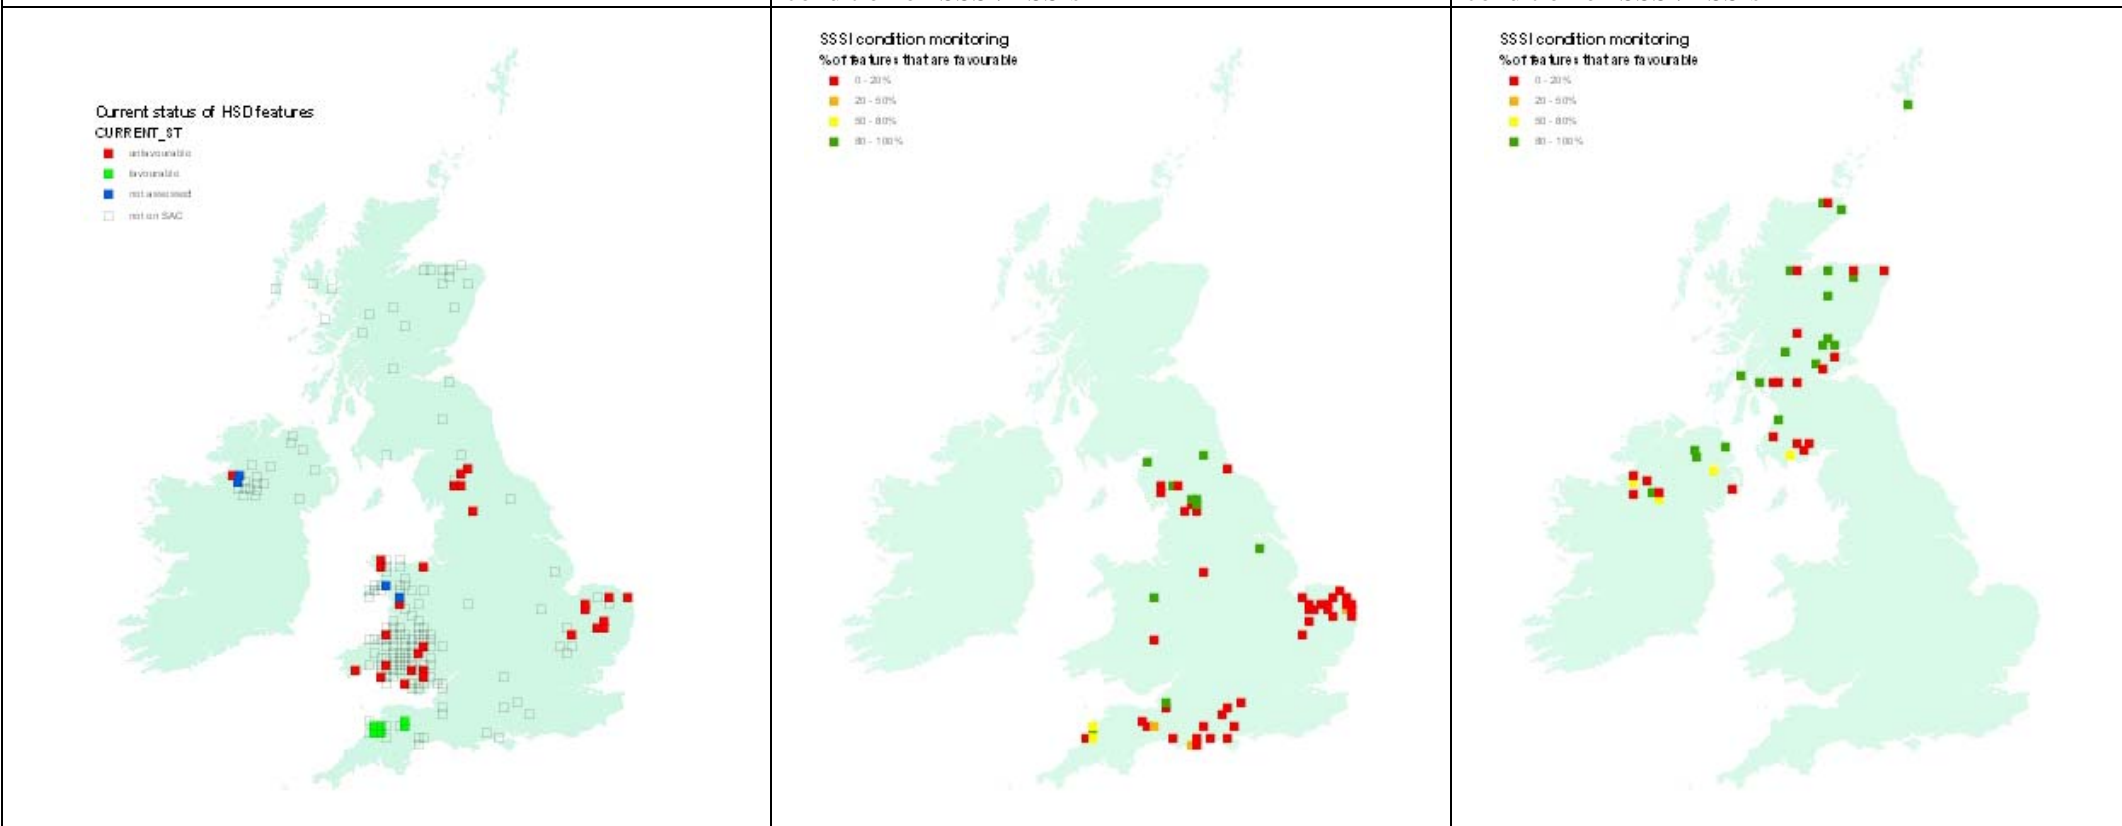 Current status of HSD features
CURRENT_ST
unfavourable
favourable
not assessed
not on SAC
SSSI condition monitoring
% of features that are favourable
0 - 20%
20 - 50%
50 - 80%
80 - 100%
SSSI condition monitoring
% of features that are favourable
0 - 20%
20 - 50%
50 - 80%
80 - 100%